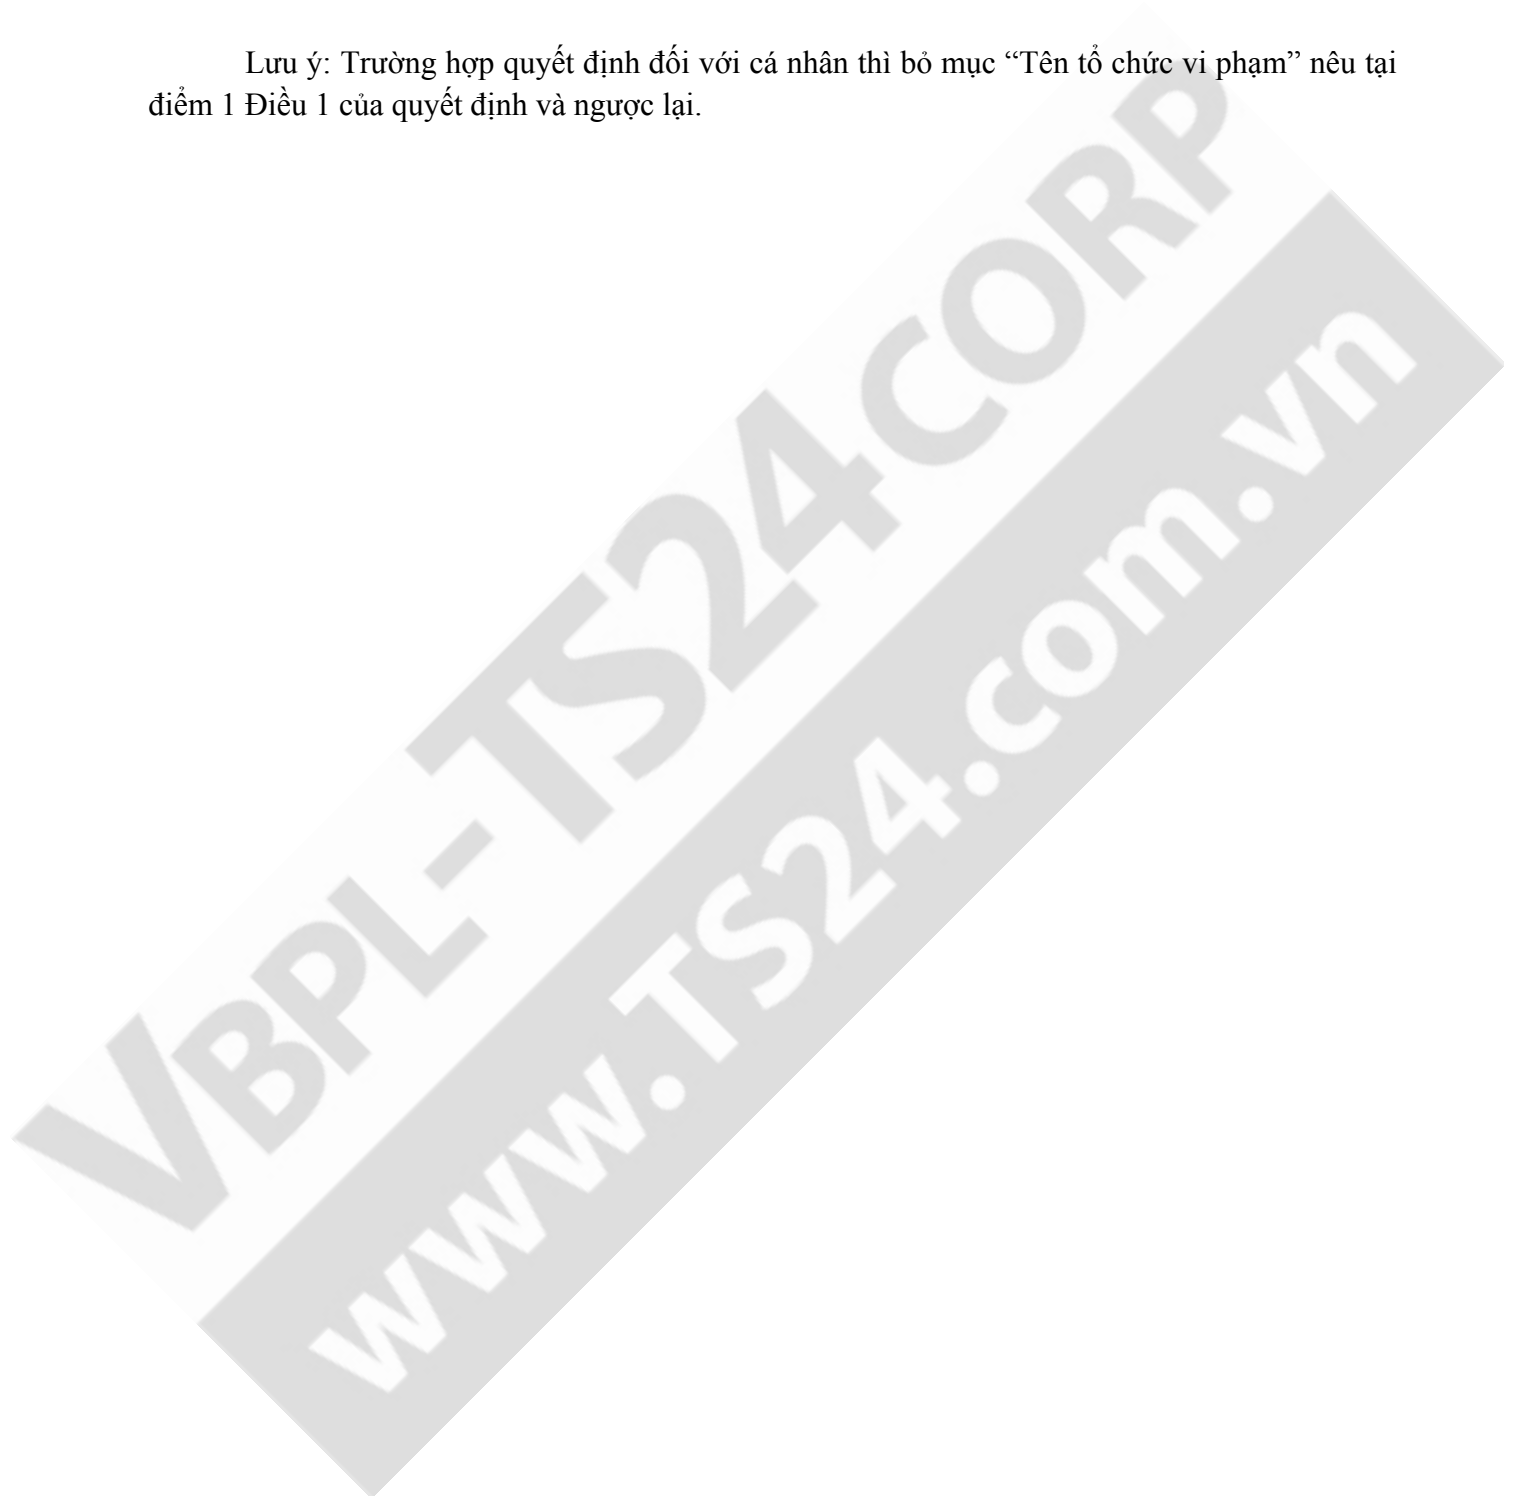 Lưu ý: Trường hợp quyết định đối với cá nhân thì bỏ mục “Tên tổ chức vi phạm” nêu tại
điểm 1 Điều 1 của quyết định và ngược lại.
VBPL-TS24CORP
www.TS24.com.vn